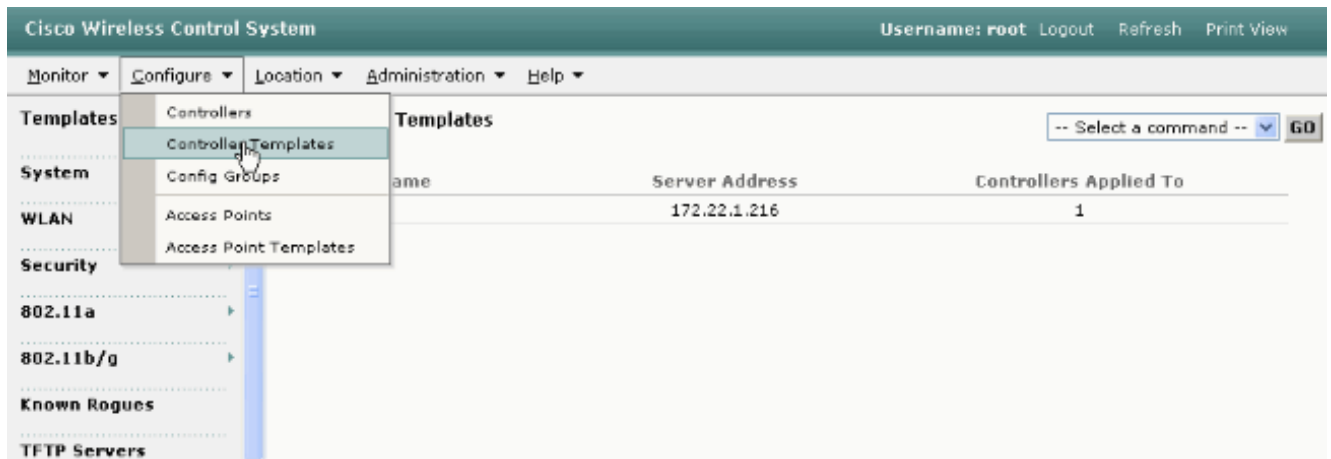 Cisco Wireless Control System Username: root Logout Refresh Print View
Monitor Configure Location Administration Help
Templates Controllers Templates -- Select a command -- GO
Controller Templates
System Config Groups ame Server Address Controllers Applied To
WLAN Access Points 172.22.1.216 1
Access Point Templates
Security
802.11a
802.11b/g
Known Rogues
TFTP Servers